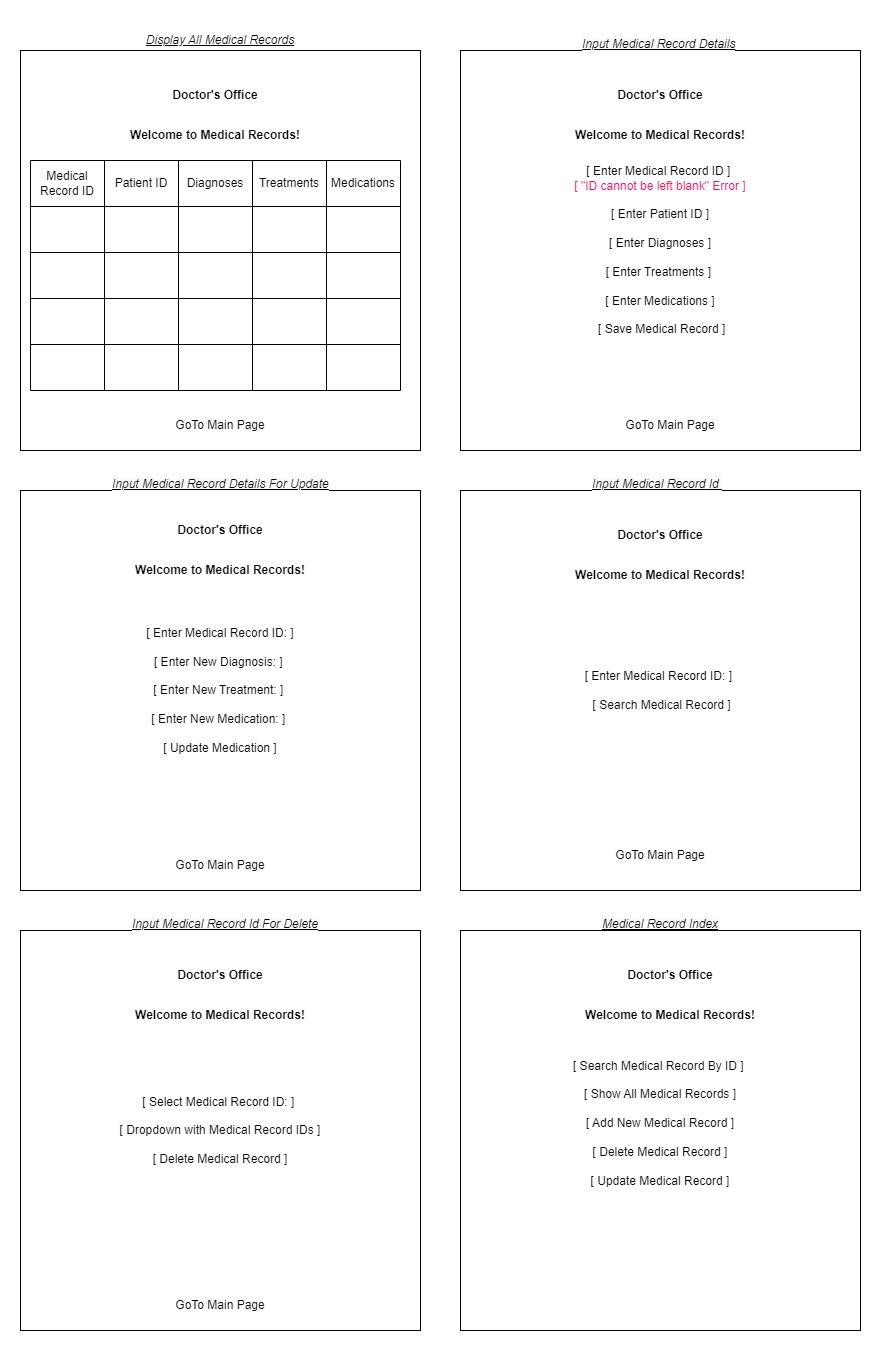 Display All Medical Records
Doctor's Office
Welcome to Medical Records!
Medical Record ID Patient ID Diagnoses Treatments Medications
GoTo Main Page
Input Medical Record Details
Doctor's Office
Welcome to Medical Records!
[ Enter Medical Record ID ]
[ "ID cannot be left blank" Error ]
[ Enter Patient ID ]
[ Enter Diagnoses ]
[ Enter Treatments ]
[ Enter Medications ]
[ Save Medical Record ]
GoTo Main Page
Input Medical Record Details For Update
Doctor's Office
Welcome to Medical Records!
[ Enter Medical Record ID: ]
[ Enter New Diagnosis: ]
[ Enter New Treatment: ]
[ Enter New Medication: ]
[ Update Medication ]
GoTo Main Page
Input Medical Record Id
Doctor's Office
Welcome to Medical Records!
[ Enter Medical Record ID: ]
[ Search Medical Record ]
GoTo Main Page
Input Medical Record Id For Delete
Doctor's Office
Welcome to Medical Records!
[ Select Medical Record ID: ]
[ Dropdown with Medical Record IDs ]
[ Delete Medical Record ]
GoTo Main Page
Medical Record Index
Doctor's Office
Welcome to Medical Records!
[ Search Medical Record By ID ]
[ Show All Medical Records ]
[ Add New Medical Record ]
[ Delete Medical Record ]
[ Update Medical Record ]